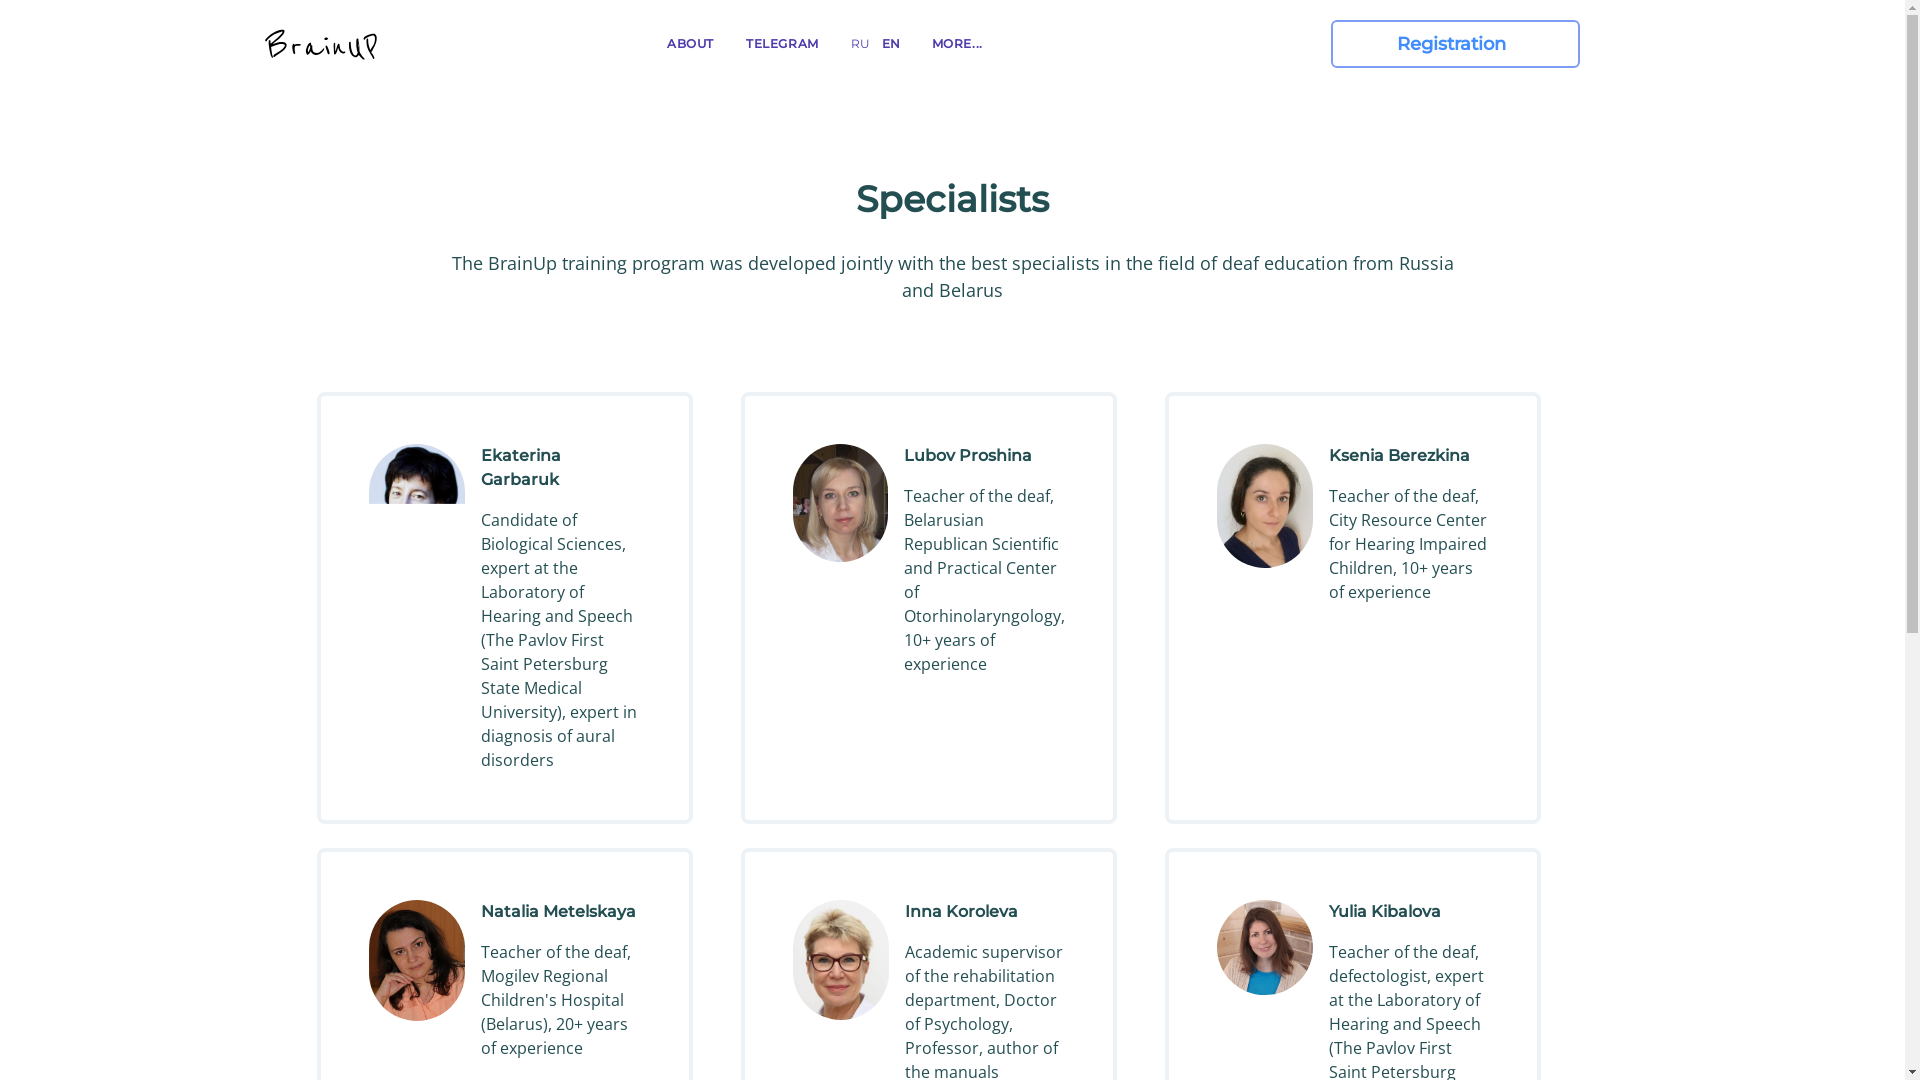 BrainUP
ABOUT
TELEGRAM
RU
EN
MORE...
Registration
Specialists
The BrainUp training program was developed jointly with the best specialists in the field of deaf education from Russia
and Belarus
Ekaterina
Garbaruk
Candidate of
Biological Sciences,
expert at the
Laboratory of
Hearing and Speech
(The Pavlov First
Saint Petersburg
State Medical
University), expert in
diagnosis of aural
disorders
Lubov Proshina
Teacher of the deaf,
Belarusian
Republican Scientific
and Practical Center
of
Otorhinolaryngology,
10+ years of
experience
Ksenia Berezkina
Teacher of the deaf,
City Resource Center
for Hearing Impaired
Children, 10+ years
of experience
Natalia Metelskaya
Teacher of the deaf,
Mogilev Regional
Children's Hospital
(Belarus), 20+ years
of experience
Inna Koroleva
Academic supervisor
of the rehabilitation
department, Doctor
of Psychology,
Professor, author of
the manuals
Yulia Kibalova
Teacher of the deaf,
defectologist, expert
at the Laboratory of
Hearing and Speech
(The Pavlov First
Saint Petersburg